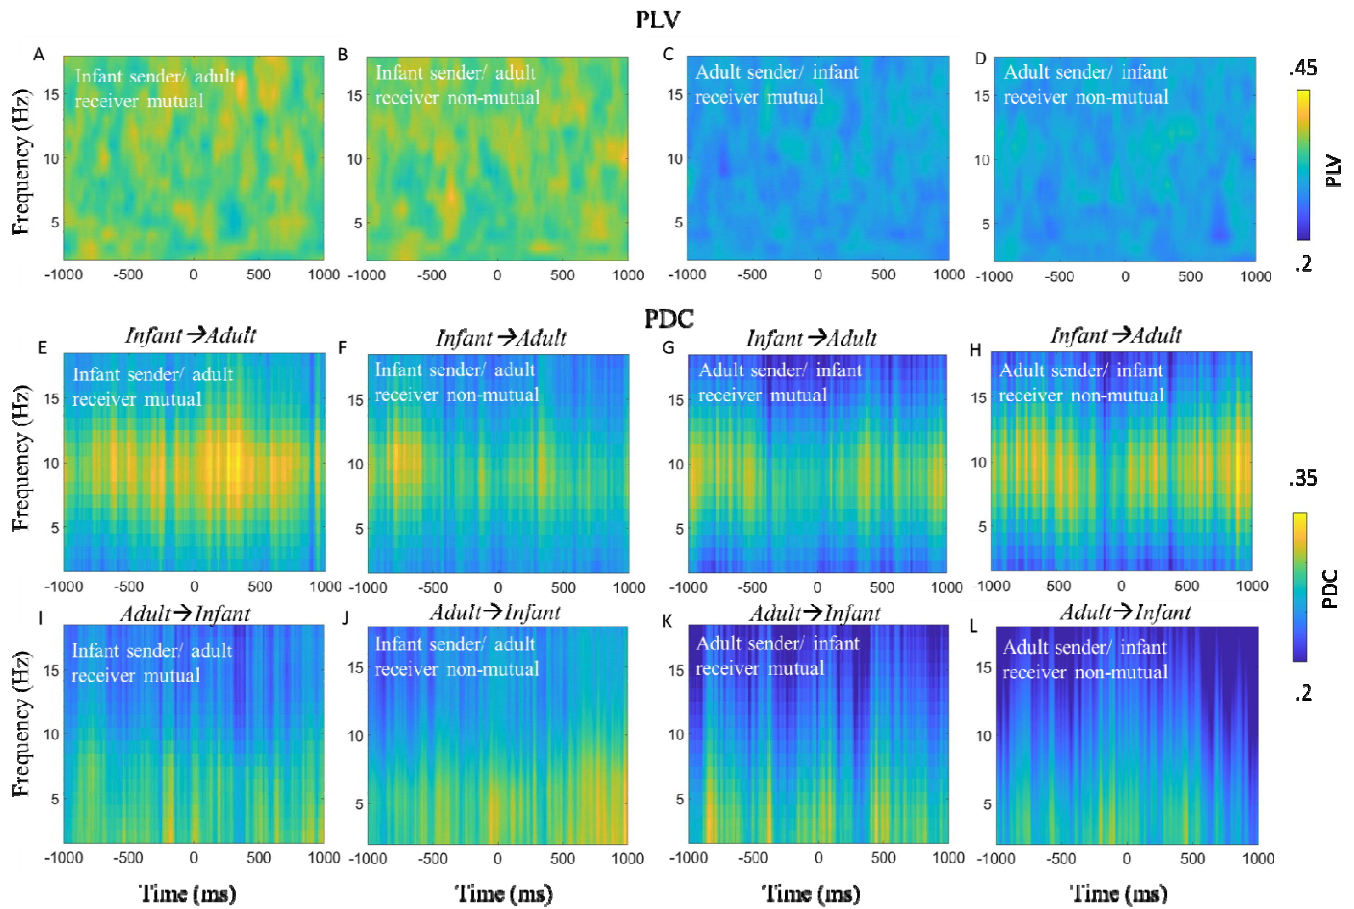 PLV
A
B
C
D
Infant sender/ adult
receiver mutual
Infant sender/ adult
receiver non-mutual
Adult sender/ infant
receiver mutual
Adult sender/ infant
receiver non-mutual
Frequency (Hz)
15
10
5
15
10
5
15
10
5
15
10
5
-1000
-500
0
500
1000
-1000
-500
0
500
1000
-1000
-500
0
500
1000
-1000
-500
0
500
1000
.45
PLV
.2
PDC
Infant→Adult
Infant→Adult
Infant→Adult
Infant→Adult
E
F
G
H
Infant sender/ adult
receiver mutual
Infant sender/ adult
receiver non-mutual
Adult sender/ infant
receiver mutual
Adult sender/ infant
receiver non-mutual
Frequency (Hz)
15
10
5
15
10
5
15
10
5
15
10
5
-1000
-500
0
500
1000
-1000
-500
0
500
1000
-1000
-500
0
500
1000
-1000
-500
0
500
1000
.35
PDC
.2
Adult→Infant
Adult→Infant
Adult→Infant
Adult→Infant
I
J
K
L
Infant sender/ adult
receiver mutual
Infant sender/ adult
receiver non-mutual
Adult sender/ infant
receiver mutual
Adult sender/ infant
receiver non-mutual
Frequency (Hz)
15
10
5
15
10
5
15
10
5
15
10
5
-1000
-500
0
500
1000
-1000
-500
0
500
1000
-1000
-500
0
500
1000
-1000
-500
0
500
1000
Time (ms)
Time (ms)
Time (ms)
Time (ms)